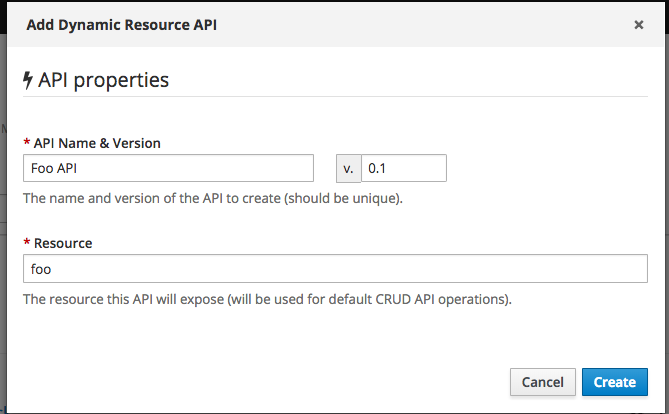 Add Dynamic Resource API
API properties
* API Name & Version
Foo API v. 0.1
The name and version of the API to create (should be unique).
* Resource
foo
The resource this API will expose (will be used for default CRUD API operations).
Cancel Create